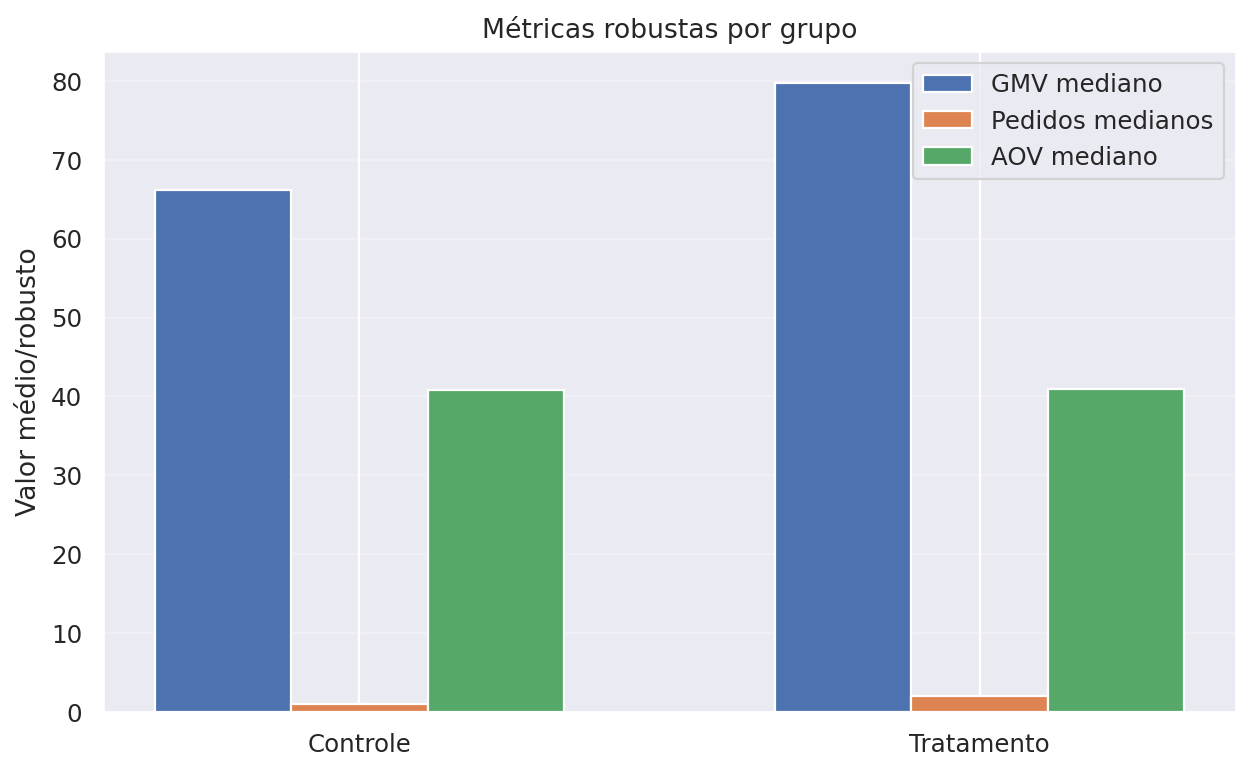 Métricas robustas por grupo
GMV mediano
Pedidos medianos
AOV mediano
Valor médio/robusto
80
70
60
50
40
30
20
10
0
Controle
Tratamento